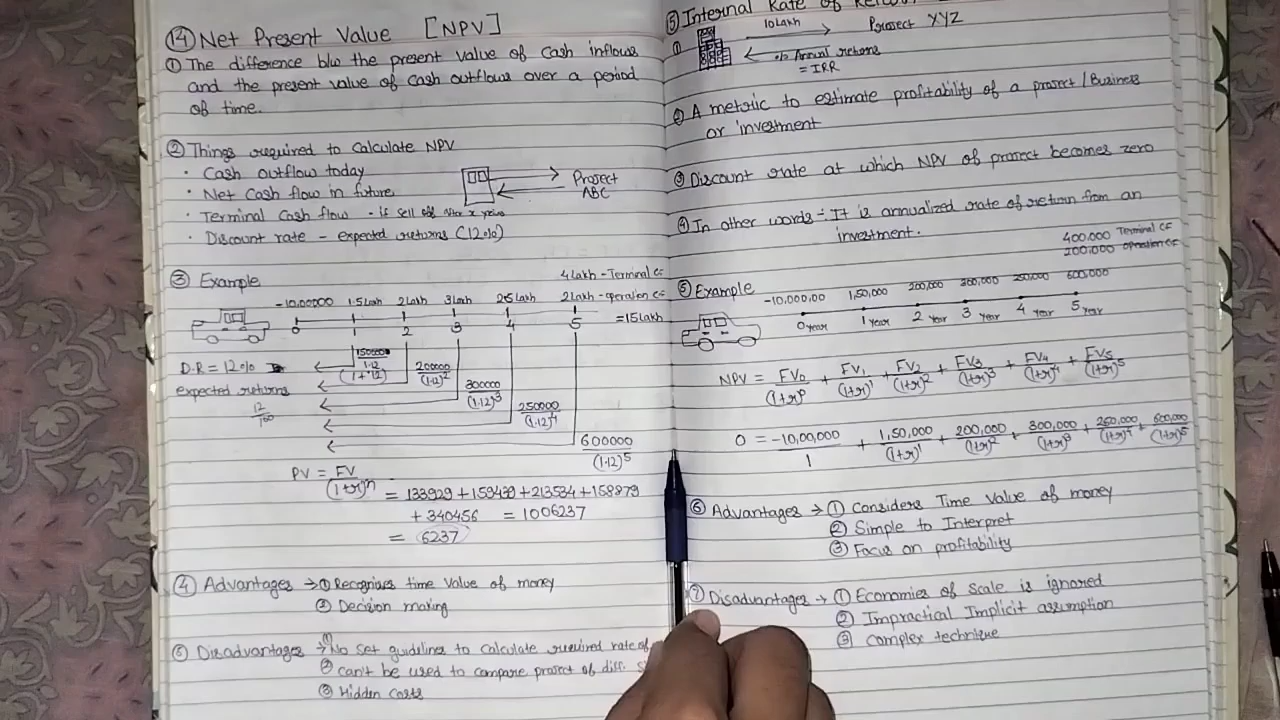 14 Net Present Value [NPV]
① The difference b/w the present value of cash inflows
and the present value of cash outflows over a period
of time.
② Things required to calculate NPV
· Cash outflow today
· Net cash flow in future
· Terminal cash flow - if sell off after x years
· Discount rate - expected returns (12%)
Project
ABC
③ Example
4 Lakh - Terminal CF
-10,00000 1.5 Lakh 2 Lakh 3 Lakh 2.5 Lakh 2 Lakh - operation CF
0 1 2 3 4 5 = 15 Lakh
D.R = 12%
expected returns
12/100
150000
1.12
(1+12)
200000/(1.12)²
300000/(1.12)³
250000/(1.12)⁴
600000/(1.12)⁵
PV = FV/(1+r)ⁿ
= 133929 + 159439 + 213534 + 158879
+ 340456 = 1006237
= 6237
④ Advantages → ① Recognises time value of money
② Decision making
⑤ Disadvantages → ① No set guidelines to calculate required rate of
② can't be used to compare project of diff.
③ Hidden costs
⑤ Internal Rate of
① 10 Lakh Project XYZ
% Annual returns
= IRR
② A metric to estimate profitability of a project / Business
or investment
③ Discount rate at which NPV of project becomes zero
④ In other words - It is annualized rate of return from an
investment.
400,000 Terminal CF
200,000 operation CF
⑤ Example
-10,000,00 1,50,000 200,000 300,000 250,000 600,000
0 year 1 year 2 year 3 year 4 year 5 year
NPV = FV₀/(1+r)⁰ + FV₁/(1+r)¹ + FV₂/(1+r)² + FV₃/(1+r)³ + FV₄/(1+r)⁴ + FV₅/(1+r)⁵
0 = -10,00,000/1 + 1,50,000/(1+r)¹ + 200,000/(1+r)² + 300,000/(1+r)³ + 250,000/(1+r)⁴ + 600,000/(1+r)⁵
⑥ Advantages → ① Considers Time Value of money
② Simple to Interpret
③ Focus on profitability
⑦ Disadvantages → ① Economies of Scale is ignored
② Impractical Implicit assumption
③ Complex technique